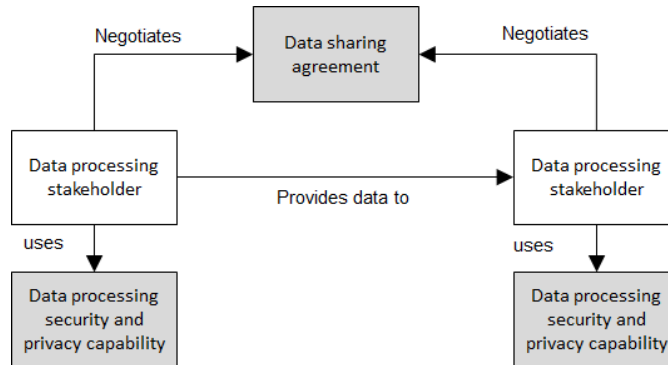 Negotiates
Data sharing
agreement
Negotiates
Data processing
stakeholder
Provides data to
Data processing
stakeholder
uses
uses
Data processing
security and
privacy capability
Data processing
security and
privacy capability